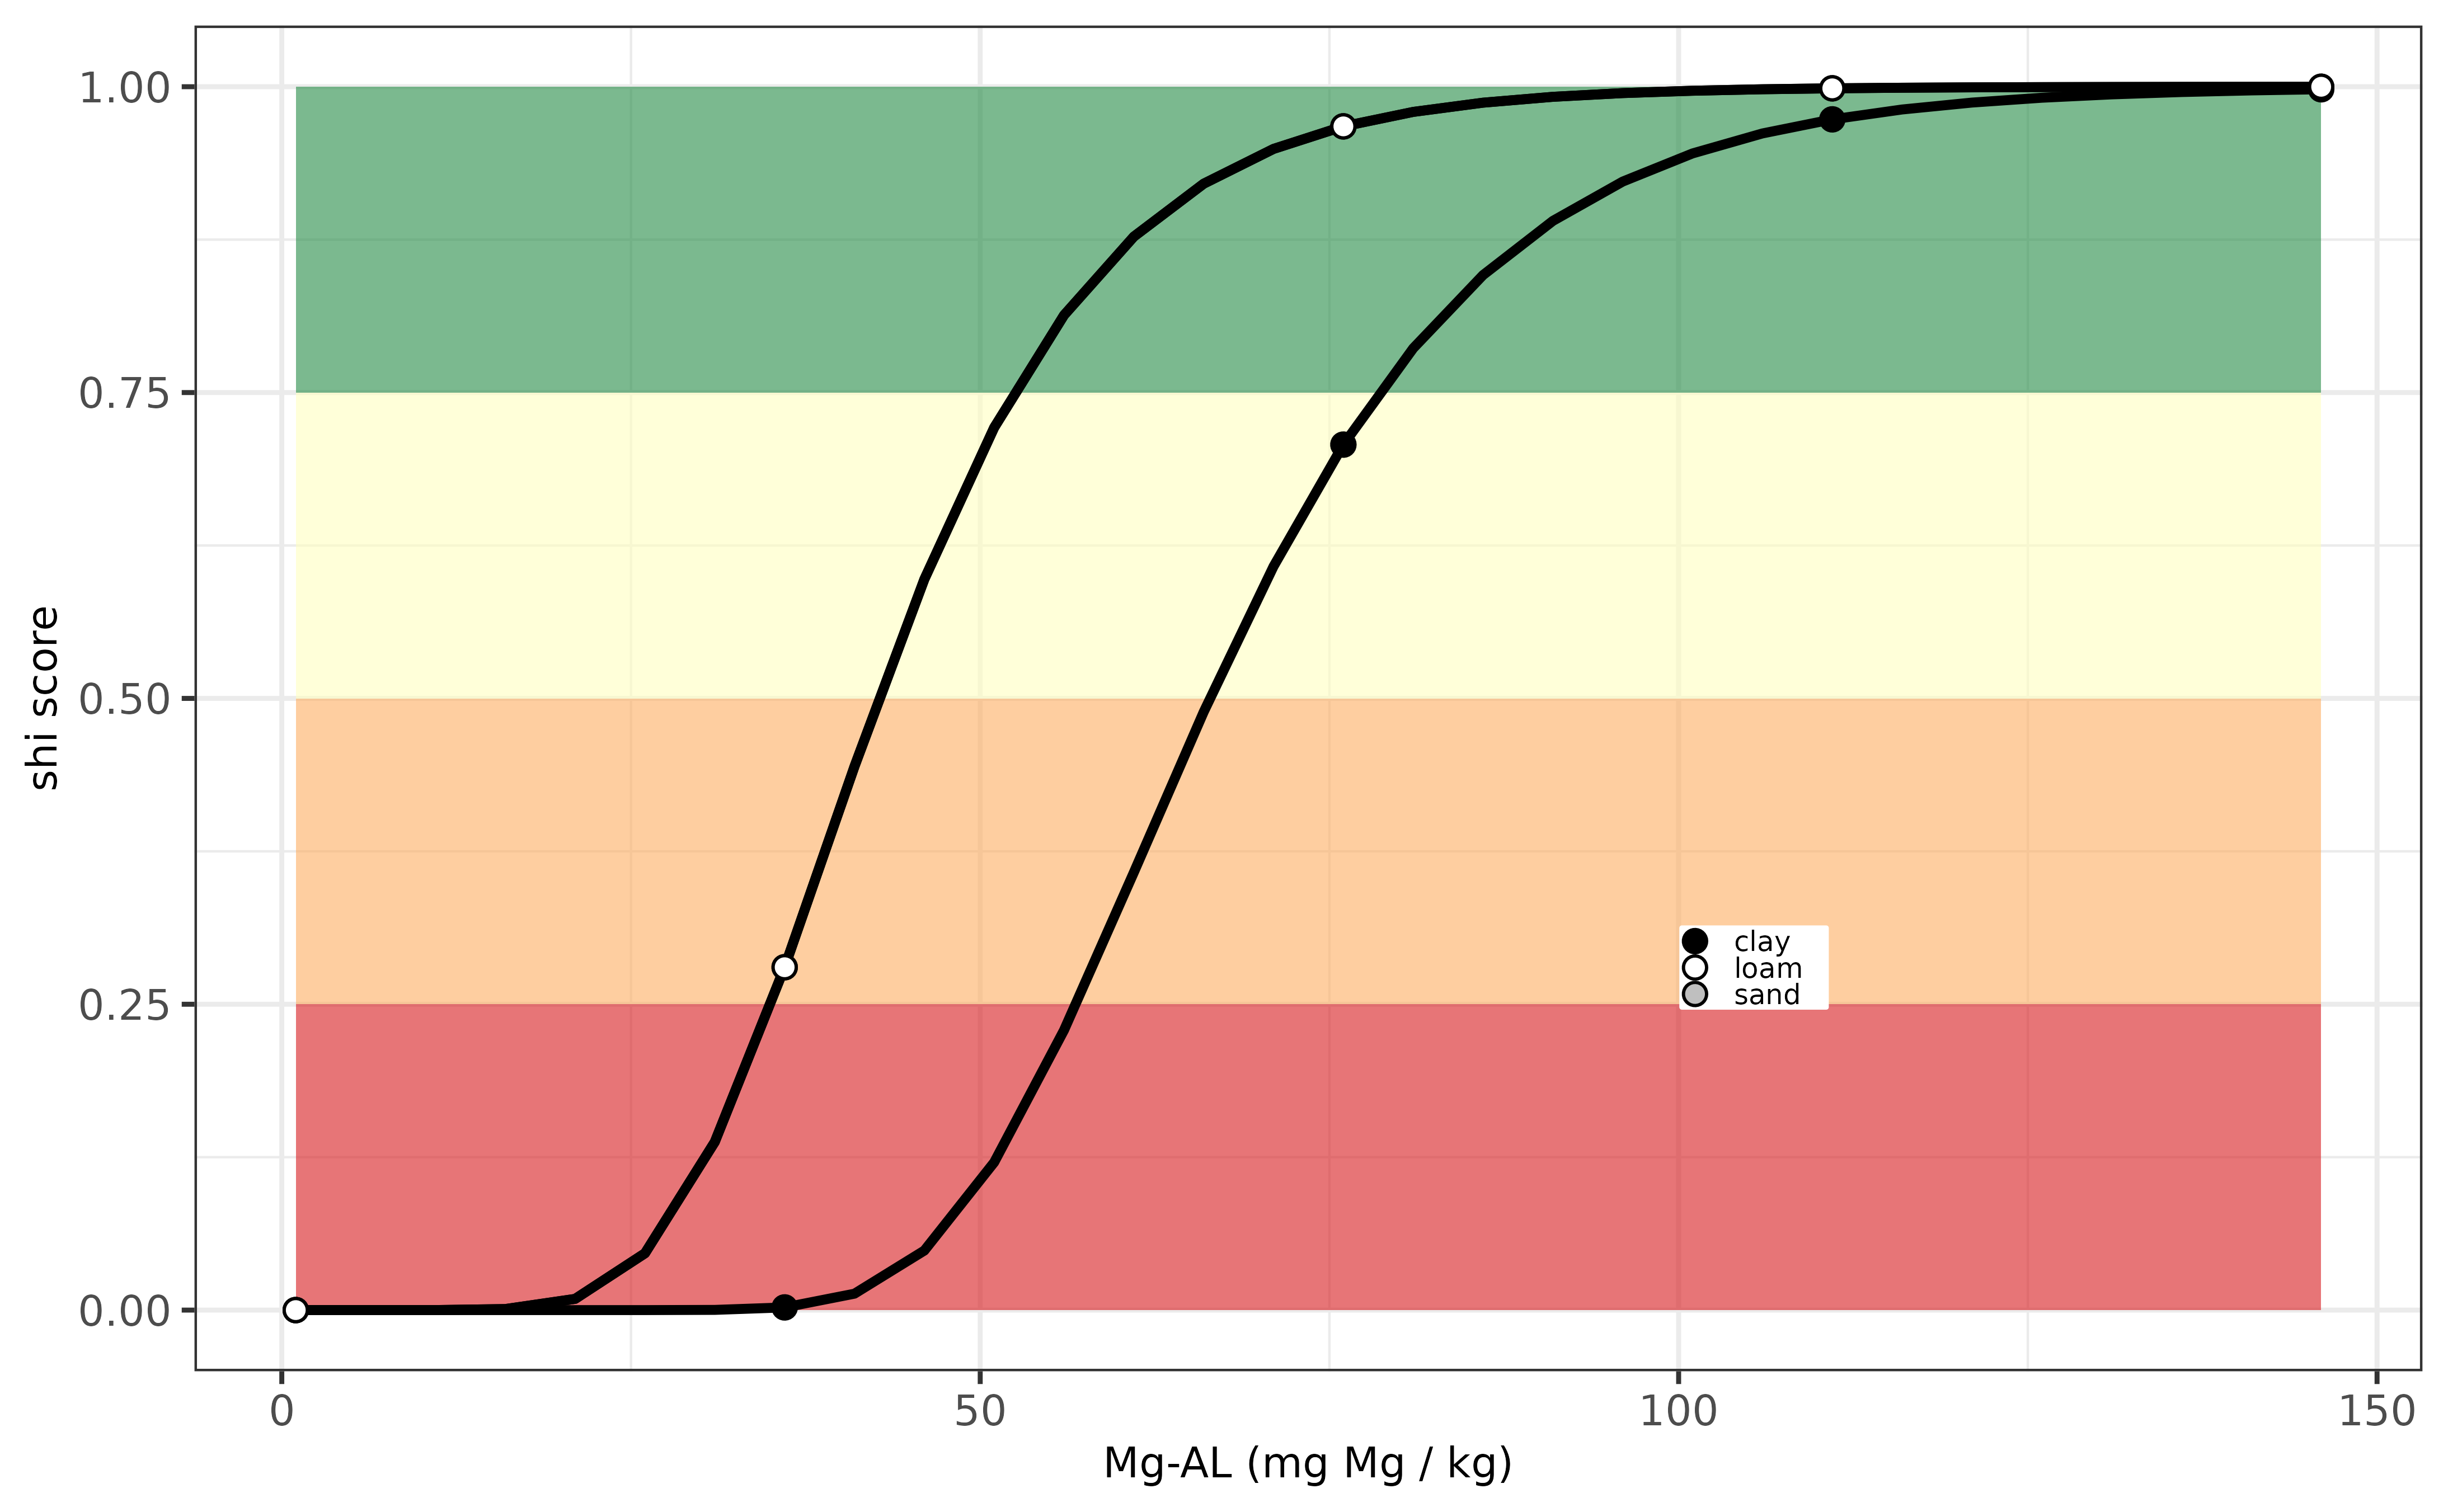 1.00
0.75
0.50
0.25
0.00
shi score
clay
loam
sand
0 50 100 150
Mg-AL (mg Mg / kg)